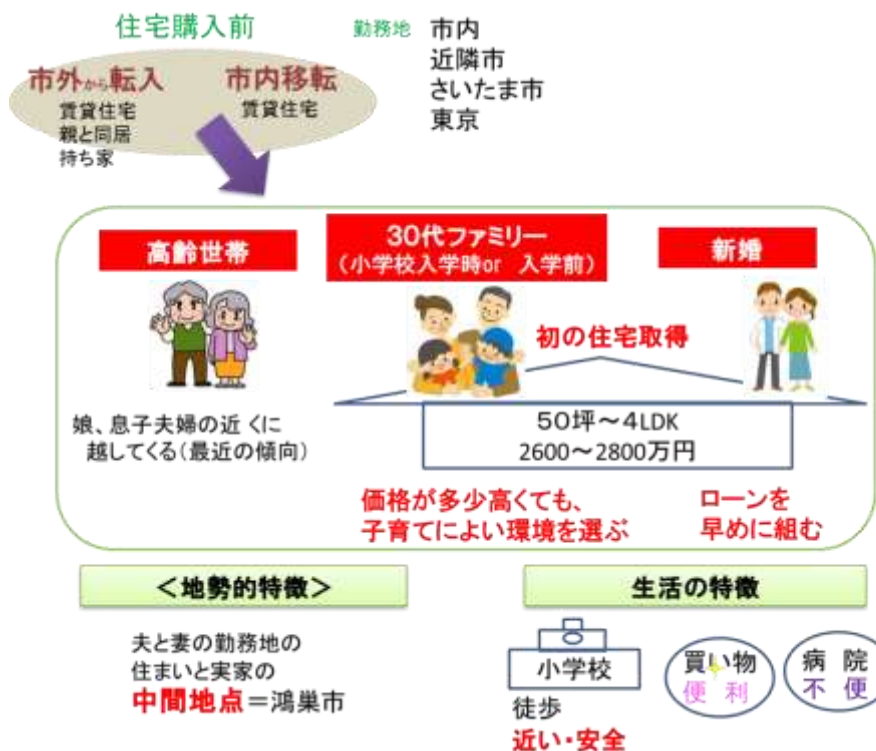 住宅購入前
勤務地
市内
近隣市
さいたま市
東京
市外から転入
賃貸住宅
親と同居
持ち家
市内移転
賃貸住宅
高齢世帯
30代ファミリー
(小学校入学時or 入学前)
新婚
初の住宅取得
娘、息子夫婦の近くに
越してくる(最近の傾向)
50坪~4LDK
2600~2800万円
価格が多少高くても、
子育てによい環境を選ぶ
ローンを
早めに組む
<地勢的特徴>
夫と妻の勤務地の
住まいと実家の
中間地点=鴻巣市
生活の特徴
小学校
徒歩
近い・安全
買い物
便利
病院
不便